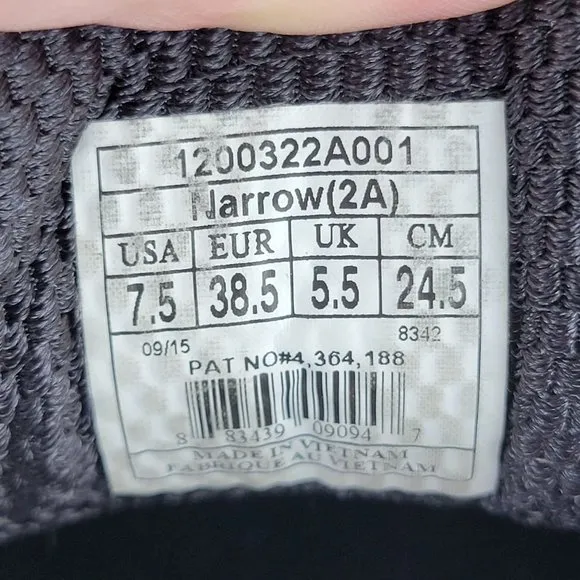 1200322A001
Narrow(2A)
USA EUR UK CM
7.5 38.5 5.5 24.5
09/15 8342
PAT NO#4,364,188
8 83439 09094 7
MADE IN VIETNAM
FABRIQUE AU VIETNAM